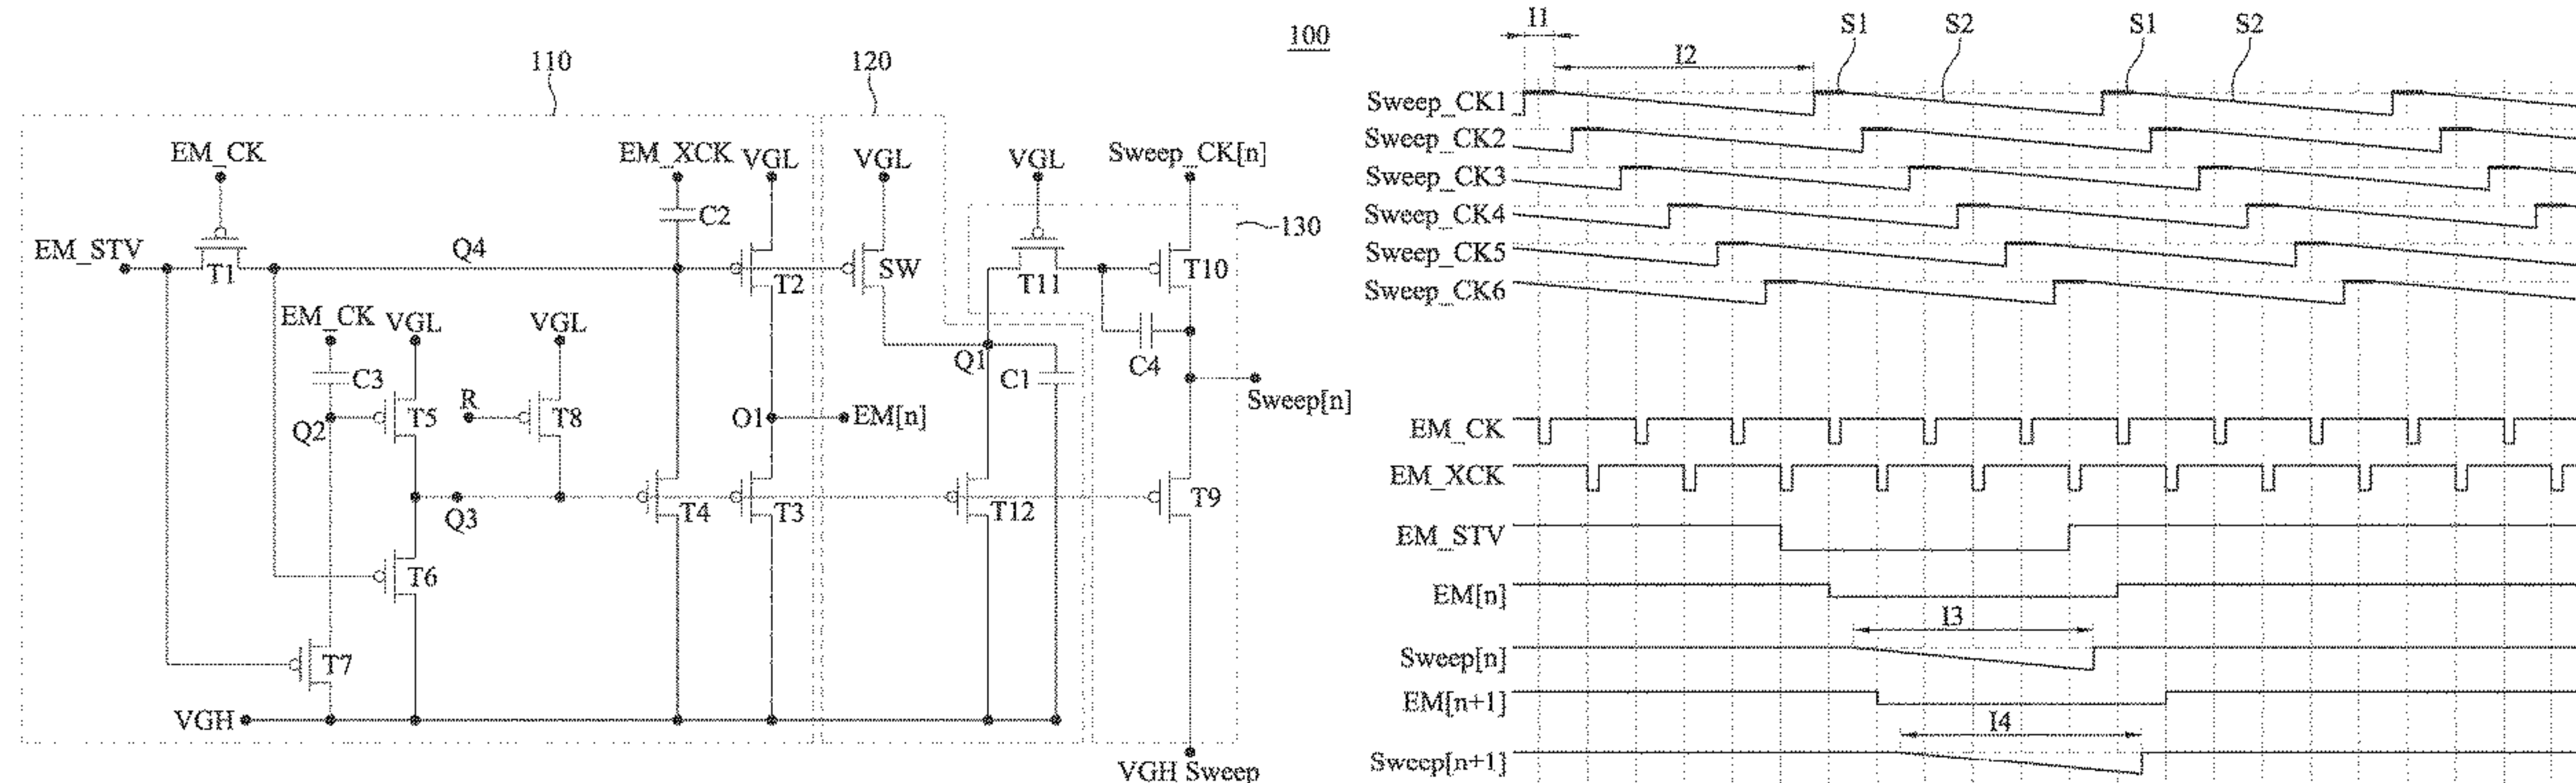 100
110
120
EM_CK
EM_XCK
VGL
VGL
VGL
Sweep_CK[n]
C2
130
EM_STV
T1
Q4
T2
SW
T11
T10
EM_CK
VGL
VGL
C3
Q1
C1
C4
Sweep[n]
Q2
T5
R
T8
O1
EM[n]
Q3
T4
T3
T12
T9
T6
T7
VGH
VGH Sweep
I1
I2
S1
S2
S1
S2
Sweep_CK1
Sweep_CK2
Sweep_CK3
Sweep_CK4
Sweep_CK5
Sweep_CK6
EM_CK
EM_XCK
EM_STV
EM[n]
I3
Sweep[n]
EM[n+1]
I4
Sweep[n+1]